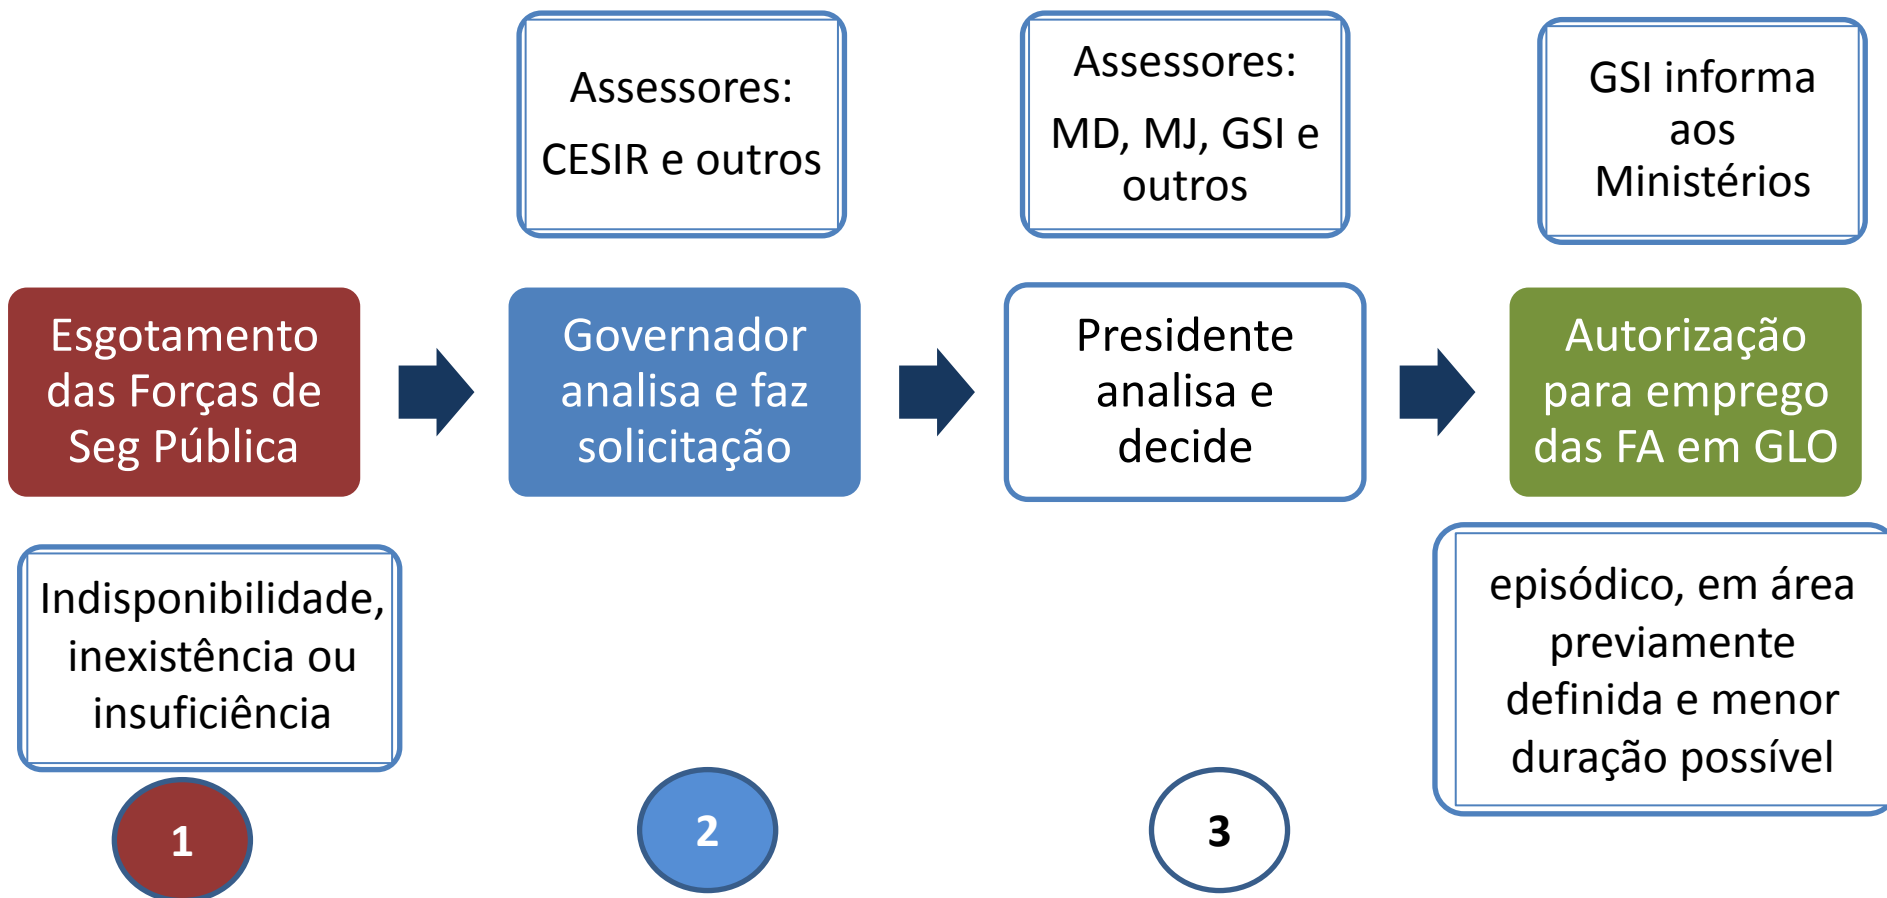 Assessores:
CESIR e outros
Assessores:
MD, MJ, GSI e
outros
GSI informa
aos
Ministérios
Esgotamento
das Forças de
Seg Pública
Governador
analisa e faz
solicitação
Presidente
analisa e
decide
Autorização
para emprego
das FA em GLO
Indisponibilidade,
inexistência ou
insuficiência
episódico, em área
previamente
definida e menor
duração possível
1
2
3